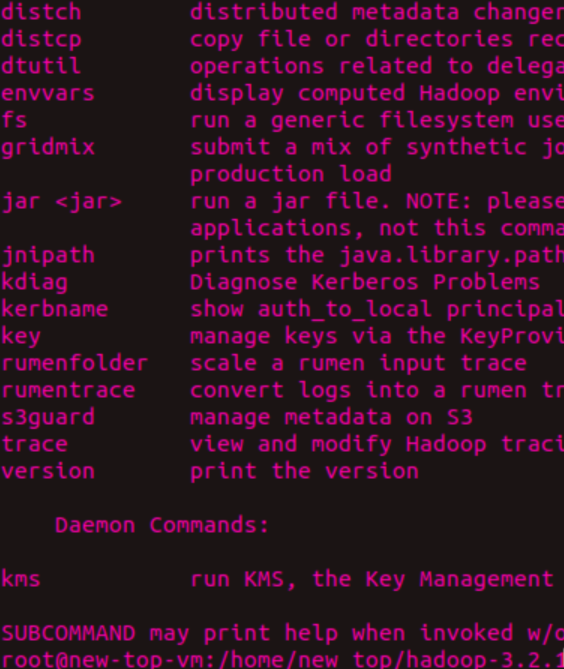 distch distributed metadata changer
distcp copy file or directories rec
dtutil operations related to delega
envvars display computed Hadoop envi
fs run a generic filesystem use
gridmix submit a mix of synthetic jo
production load
jar <jar> run a jar file. NOTE: please
applications, not this comma
jnipath prints the java.library.path
kdiag Diagnose Kerberos Problems
kerbname show auth_to_local principal
key manage keys via the KeyProvi
rumenfolder scale a rumen input trace
rumentrace convert logs into a rumen tr
s3guard manage metadata on S3
trace view and modify Hadoop traci
version print the version
Daemon Commands:
kms run KMS, the Key Management
SUBCOMMAND may print help when invoked w/o
root@new-top-vm:/home/new_top/hadoop-3.2.1